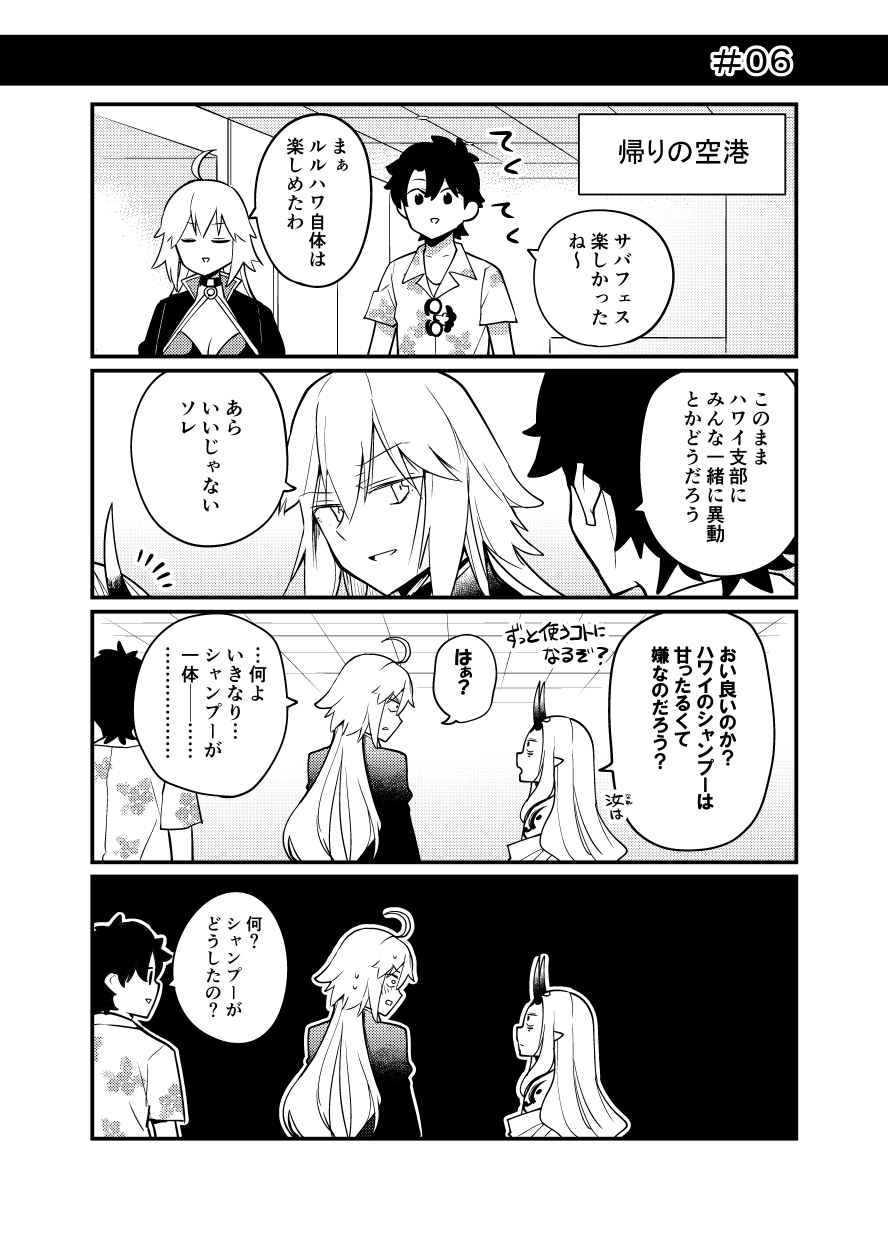 #06
帰りの空港
サバフェス
楽しかった
ね～
てく
てく
まぁ
ルルハワ自体は
楽しめたわ
このまま
ハワイ支部に
みんな一緒に異動
とかどうだろう
あら
いいじゃない
ソレ
おい良いのか？
ハワイのシャンプーは
甘ったるくて
嫌なのだろう？
汝は
なれ
ずっと使うコトに
なるぞ？
はぁ？
…何よ
いきなり…
シャンプーが
一体――……
………………
何？
シャンプーが
どうしたの？